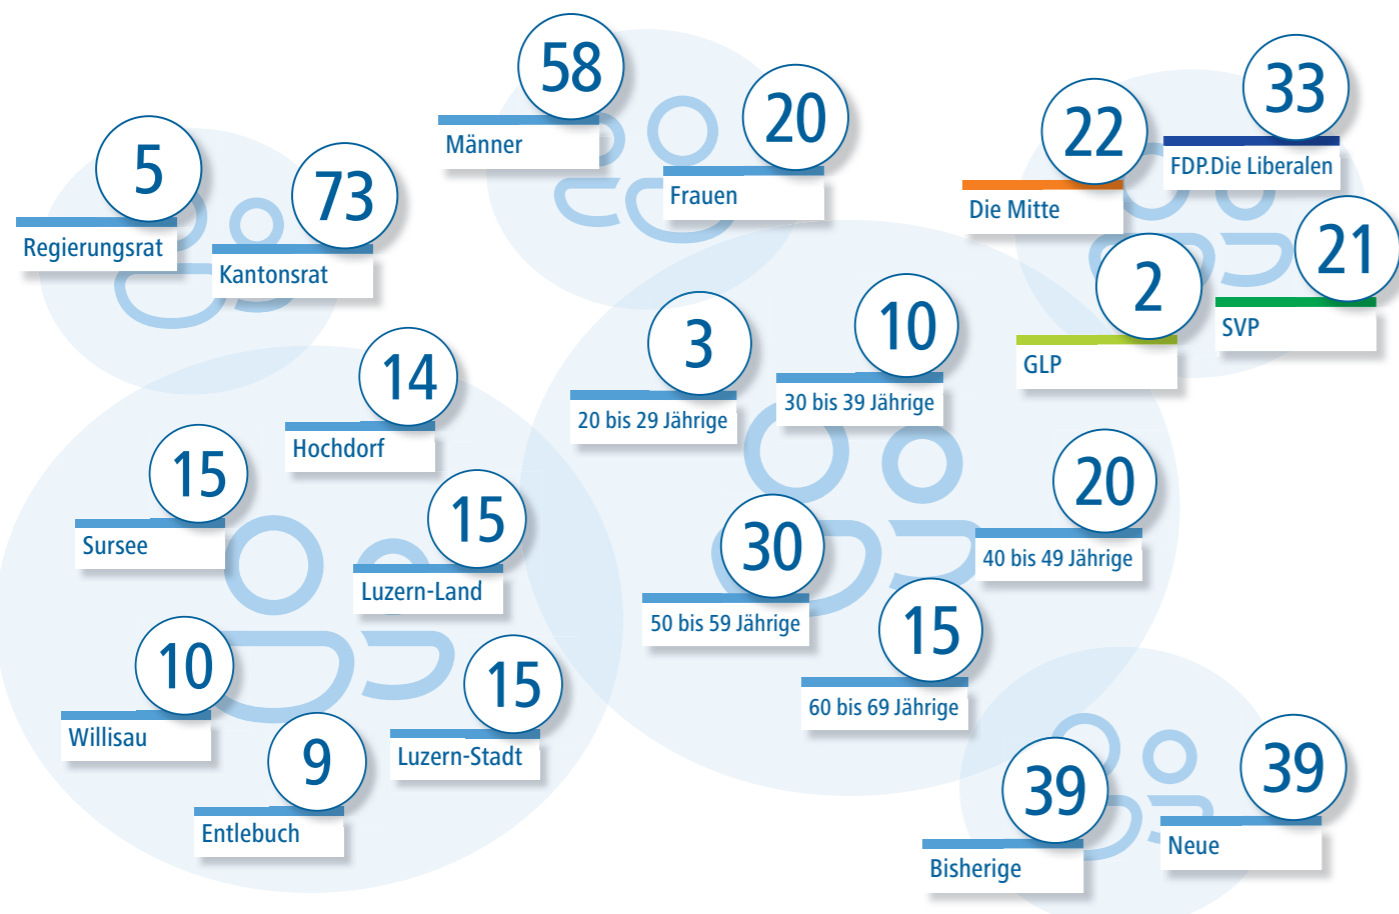 5
Regierungsrat
73
Kantonsrat
58
Männer
20
Frauen
22
Die Mitte
33
FDP.Die Liberalen
2
GLP
21
SVP
14
Hochdorf
15
Sursee
15
Luzern-Land
10
Willisau
15
Luzern-Stadt
9
Entlebuch
3
20 bis 29 Jährige
10
30 bis 39 Jährige
20
40 bis 49 Jährige
30
50 bis 59 Jährige
15
60 bis 69 Jährige
39
Bisherige
39
Neue